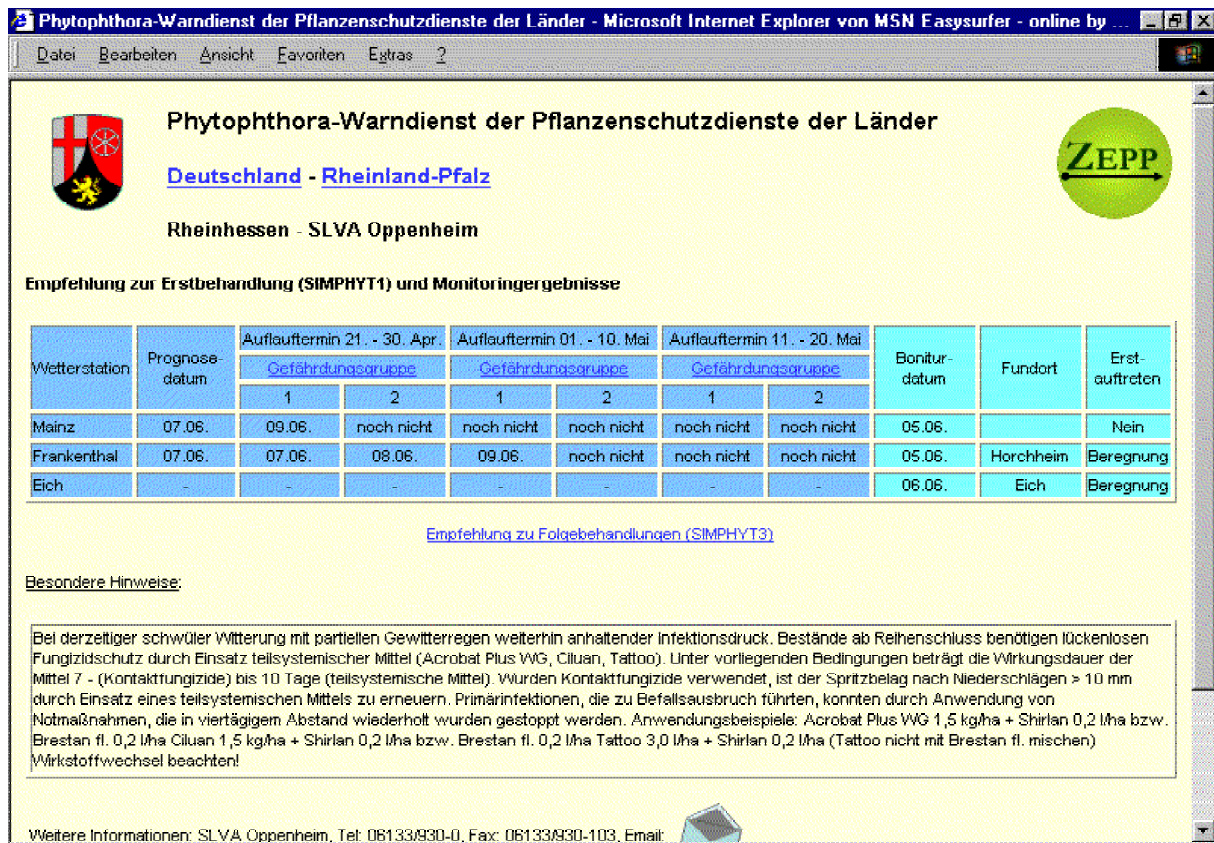 Phytophthora-Warndienst der Pflanzenschutzdienste der Länder - Microsoft Internet Explorer von MSN Easysurfer - online by ...
Datei Bearbeiten Ansicht Favoriten Extras ?
Phytophthora-Warndienst der Pflanzenschutzdienste der Länder
ZEPP
Deutschland - Rheinland-Pfalz
Rheinhessen - SLVA Oppenheim
Empfehlung zur Erstbehandlung (SIMPHYT1) und Monitoringergebnisse
Wetterstation Prognose-datum Auflauftermin 21. - 30. Apr. Auflauftermin 01. - 10. Mai Auflauftermin 11. - 20. Mai Bonitur-datum Fundort Erst-auftreten
Gefährdungsgruppe Gefährdungsgruppe Gefährdungsgruppe
1 2 1 2 1 2
Mainz 07.06. 09.06. noch nicht noch nicht noch nicht noch nicht noch nicht 05.06. Nein
Frankenthal 07.06. 07.06. 08.06. 09.06. noch nicht noch nicht noch nicht 05.06. Horchheim Beregnung
Eich - - - - - - - 06.06. Eich Beregnung
Empfehlung zu Folgebehandlungen (SIMPHYT3)
Besondere Hinweise:
Bei derzeitiger schwüler Witterung mit partiellen Gewitterregen weiterhin anhaltender Infektionsdruck. Bestände ab Reihenschluss benötigen lückenlosen
Fungizidschutz durch Einsatz teilsystemischer Mittel (Acrobat Plus WG, Ciluan, Tattoo). Unter vorliegenden Bedingungen beträgt die Wirkungsdauer der
Mittel 7 - (Kontaktfungizide) bis 10 Tage (teilsystemische Mittel). Wurden Kontaktfungizide verwendet, ist der Spritzbelag nach Niederschlägen > 10 mm
durch Einsatz eines teilsystemischen Mittels zu erneuern. Primärinfektionen, die zu Befallsausbruch führten, konnten durch Anwendung von
Notmaßnahmen, die in viertägigem Abstand wiederholt wurden gestoppt werden. Anwendungsbeispiele: Acrobat Plus WG 1,5 kg/ha + Shirlan 0,2 l/ha bzw.
Brestan fl. 0,2 l/ha Ciluan 1,5 kg/ha + Shirlan 0,2 l/ha bzw. Brestan fl. 0,2 l/ha Tattoo 3,0 l/ha + Shirlan 0,2 l/ha (Tattoo nicht mit Brestan fl. mischen)
Wirkstoffwechsel beachten!
Weitere Informationen: SLVA Oppenheim, Tel: 06133/930-0, Fax: 06133/930-103, Email: